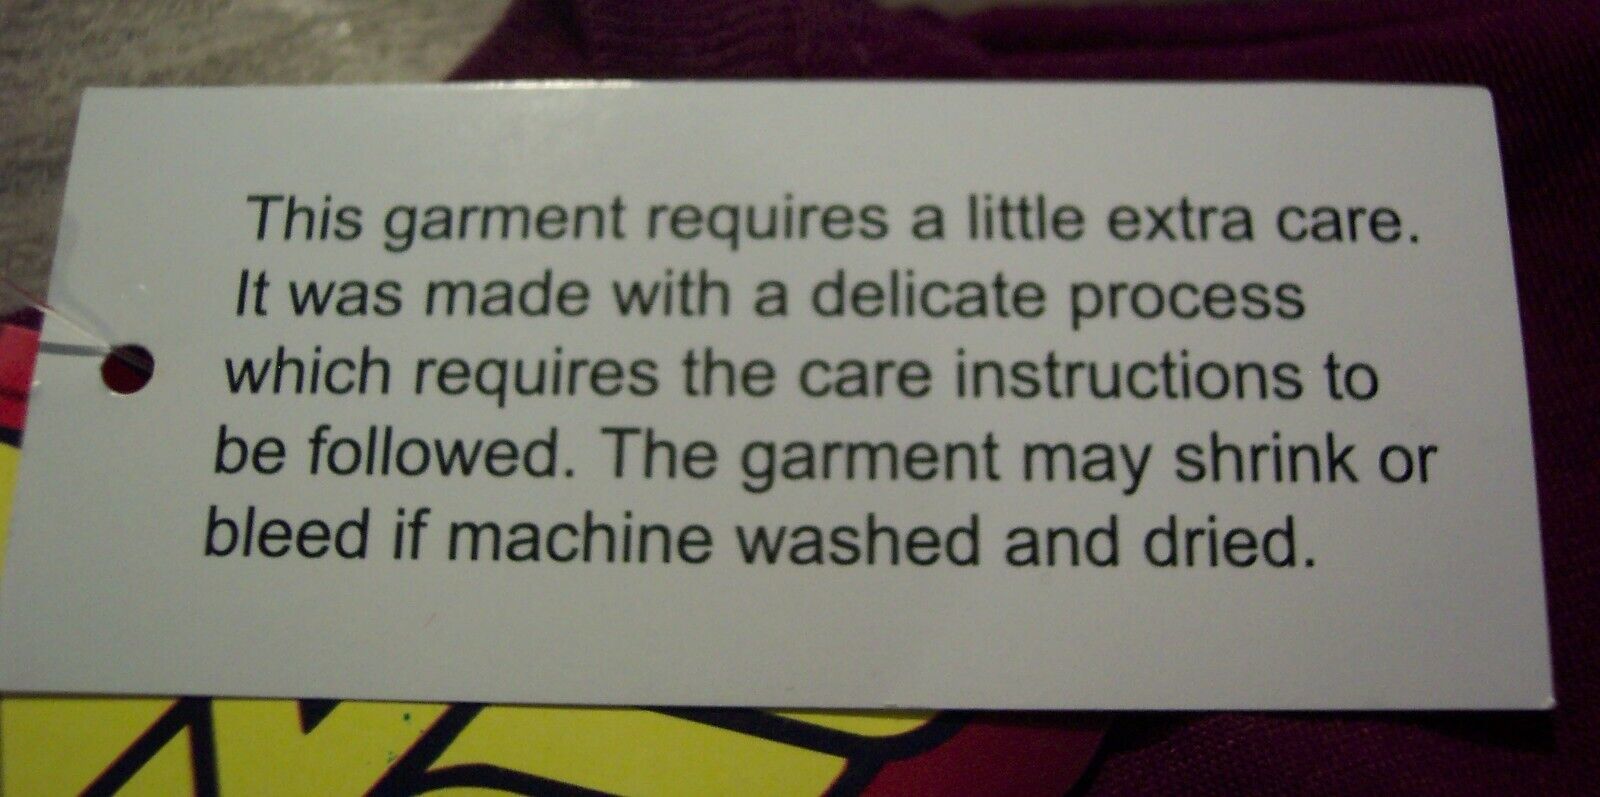 This garment requires a little extra care.
It was made with a delicate process
which requires the care instructions to
be followed. The garment may shrink or
bleed if machine washed and dried.